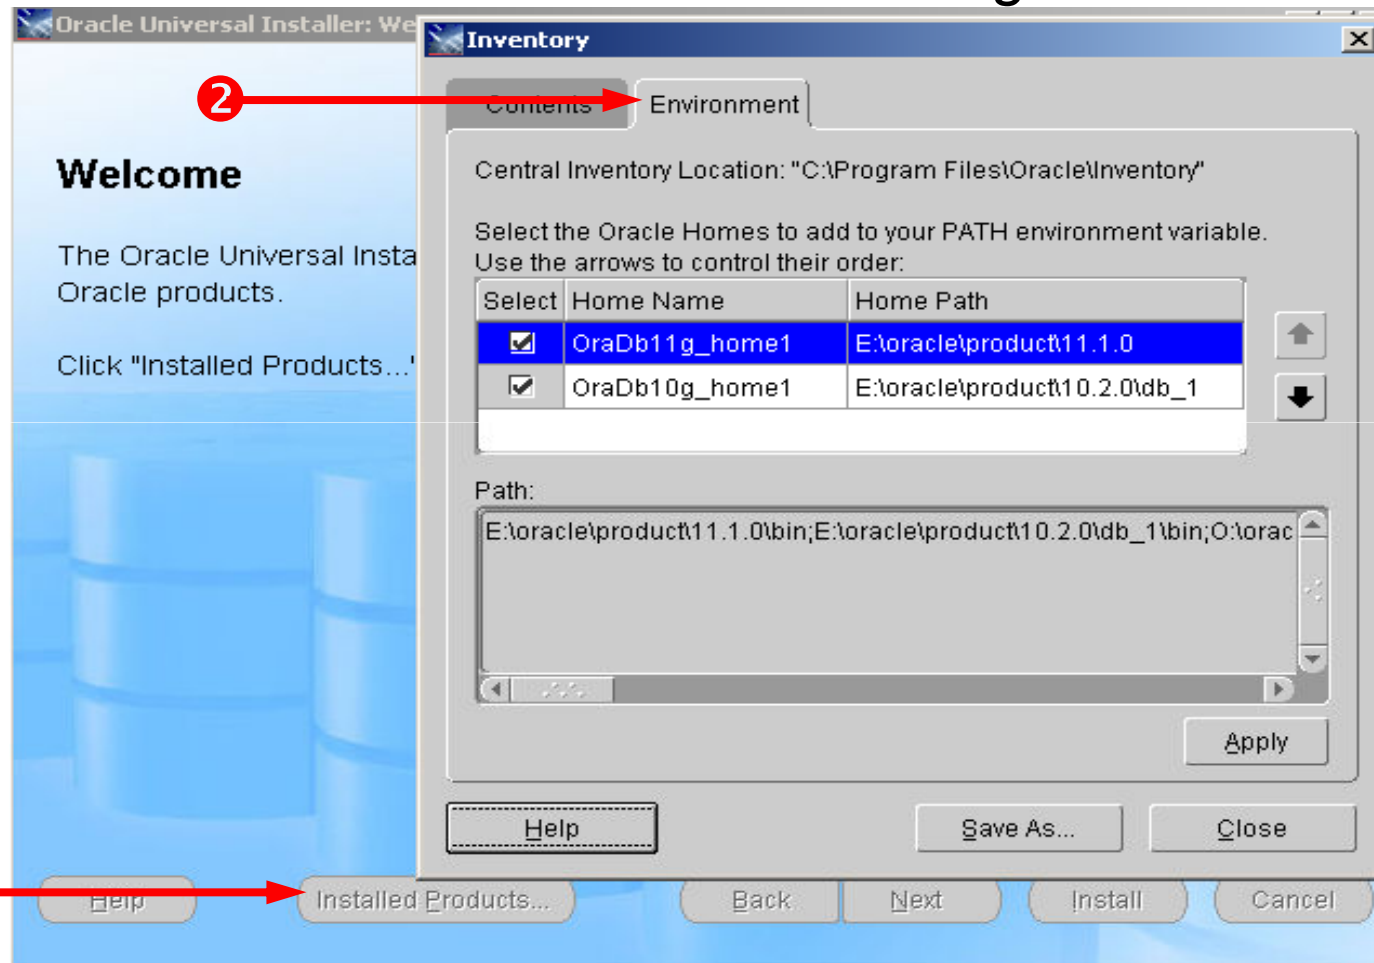 Oracle Universal Installer: We
Inventory
2
Contents
Environment
Welcome
Central Inventory Location: "C:\Program Files\Oracle\Inventory"
The Oracle Universal Insta
Oracle products.
Select the Oracle Homes to add to your PATH environment variable.
Use the arrows to control their order:
Select Home Name Home Path
OraDb11g_home1 E:\oracle\product\11.1.0
OraDb10g_home1 E:\oracle\product\10.2.0\db_1
Click "Installed Products..."
Path:
E:\oracle\product\11.1.0\bin;E:\oracle\product\10.2.0\db_1\bin;O:\orac
Apply
Help Save As... Close
Help Installed Products... Back Next Install Cancel